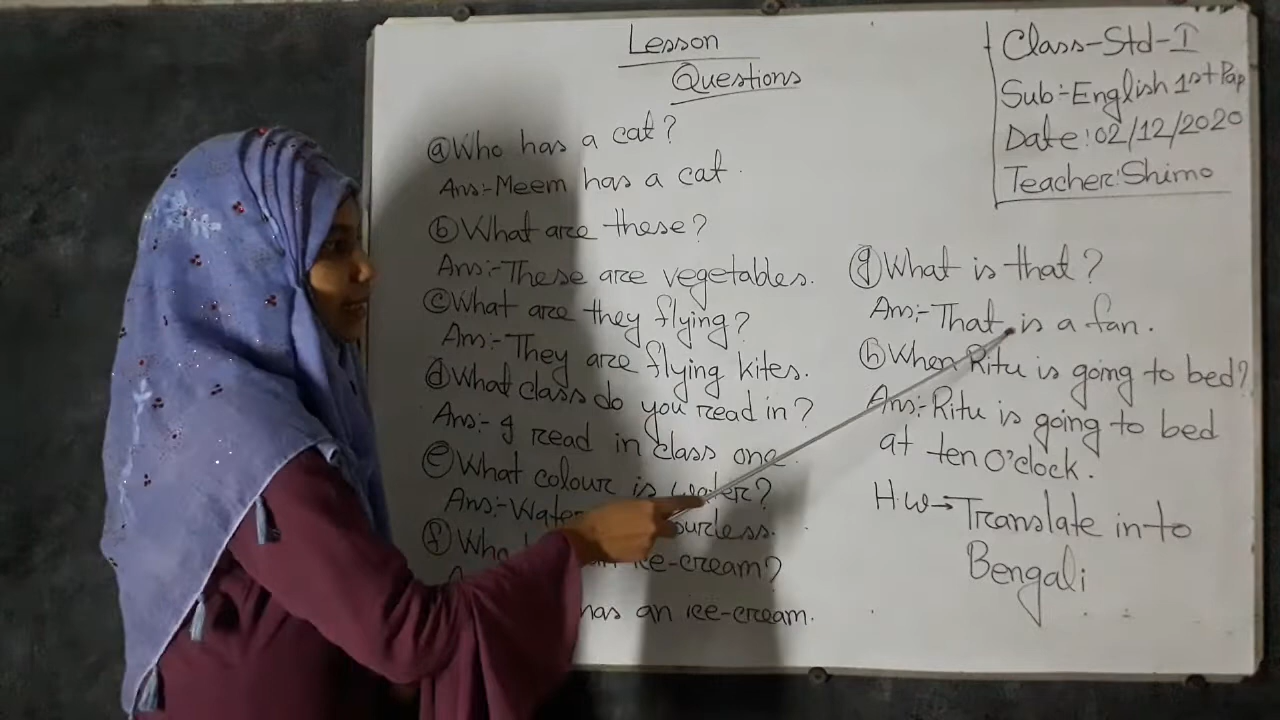 Lesson
Questions
Class-Std-I
Sub:-English 1st Pap
Date:02/12/2020
Teacher:Shimo
ⓐWho has a cat?
Ans:-Meem has a cat.
ⓑWhat are these?
Ans:-These are vegetables.
ⓒWhat are they flying?
Ans:-They are flying kites.
ⓓWhat class do you read in?
Ans:-I read in class one.
ⓔWhat colour is water?
Ans:-Water
ⓕWho ice-cream?
has an ice-cream.
ⓖWhat is that?
Ans:-That is a fan.
ⓗWhen Ritu is going to bed?
Ans:-Ritu is going to bed
at ten O'clock.
H.W→Translate into
Bengali